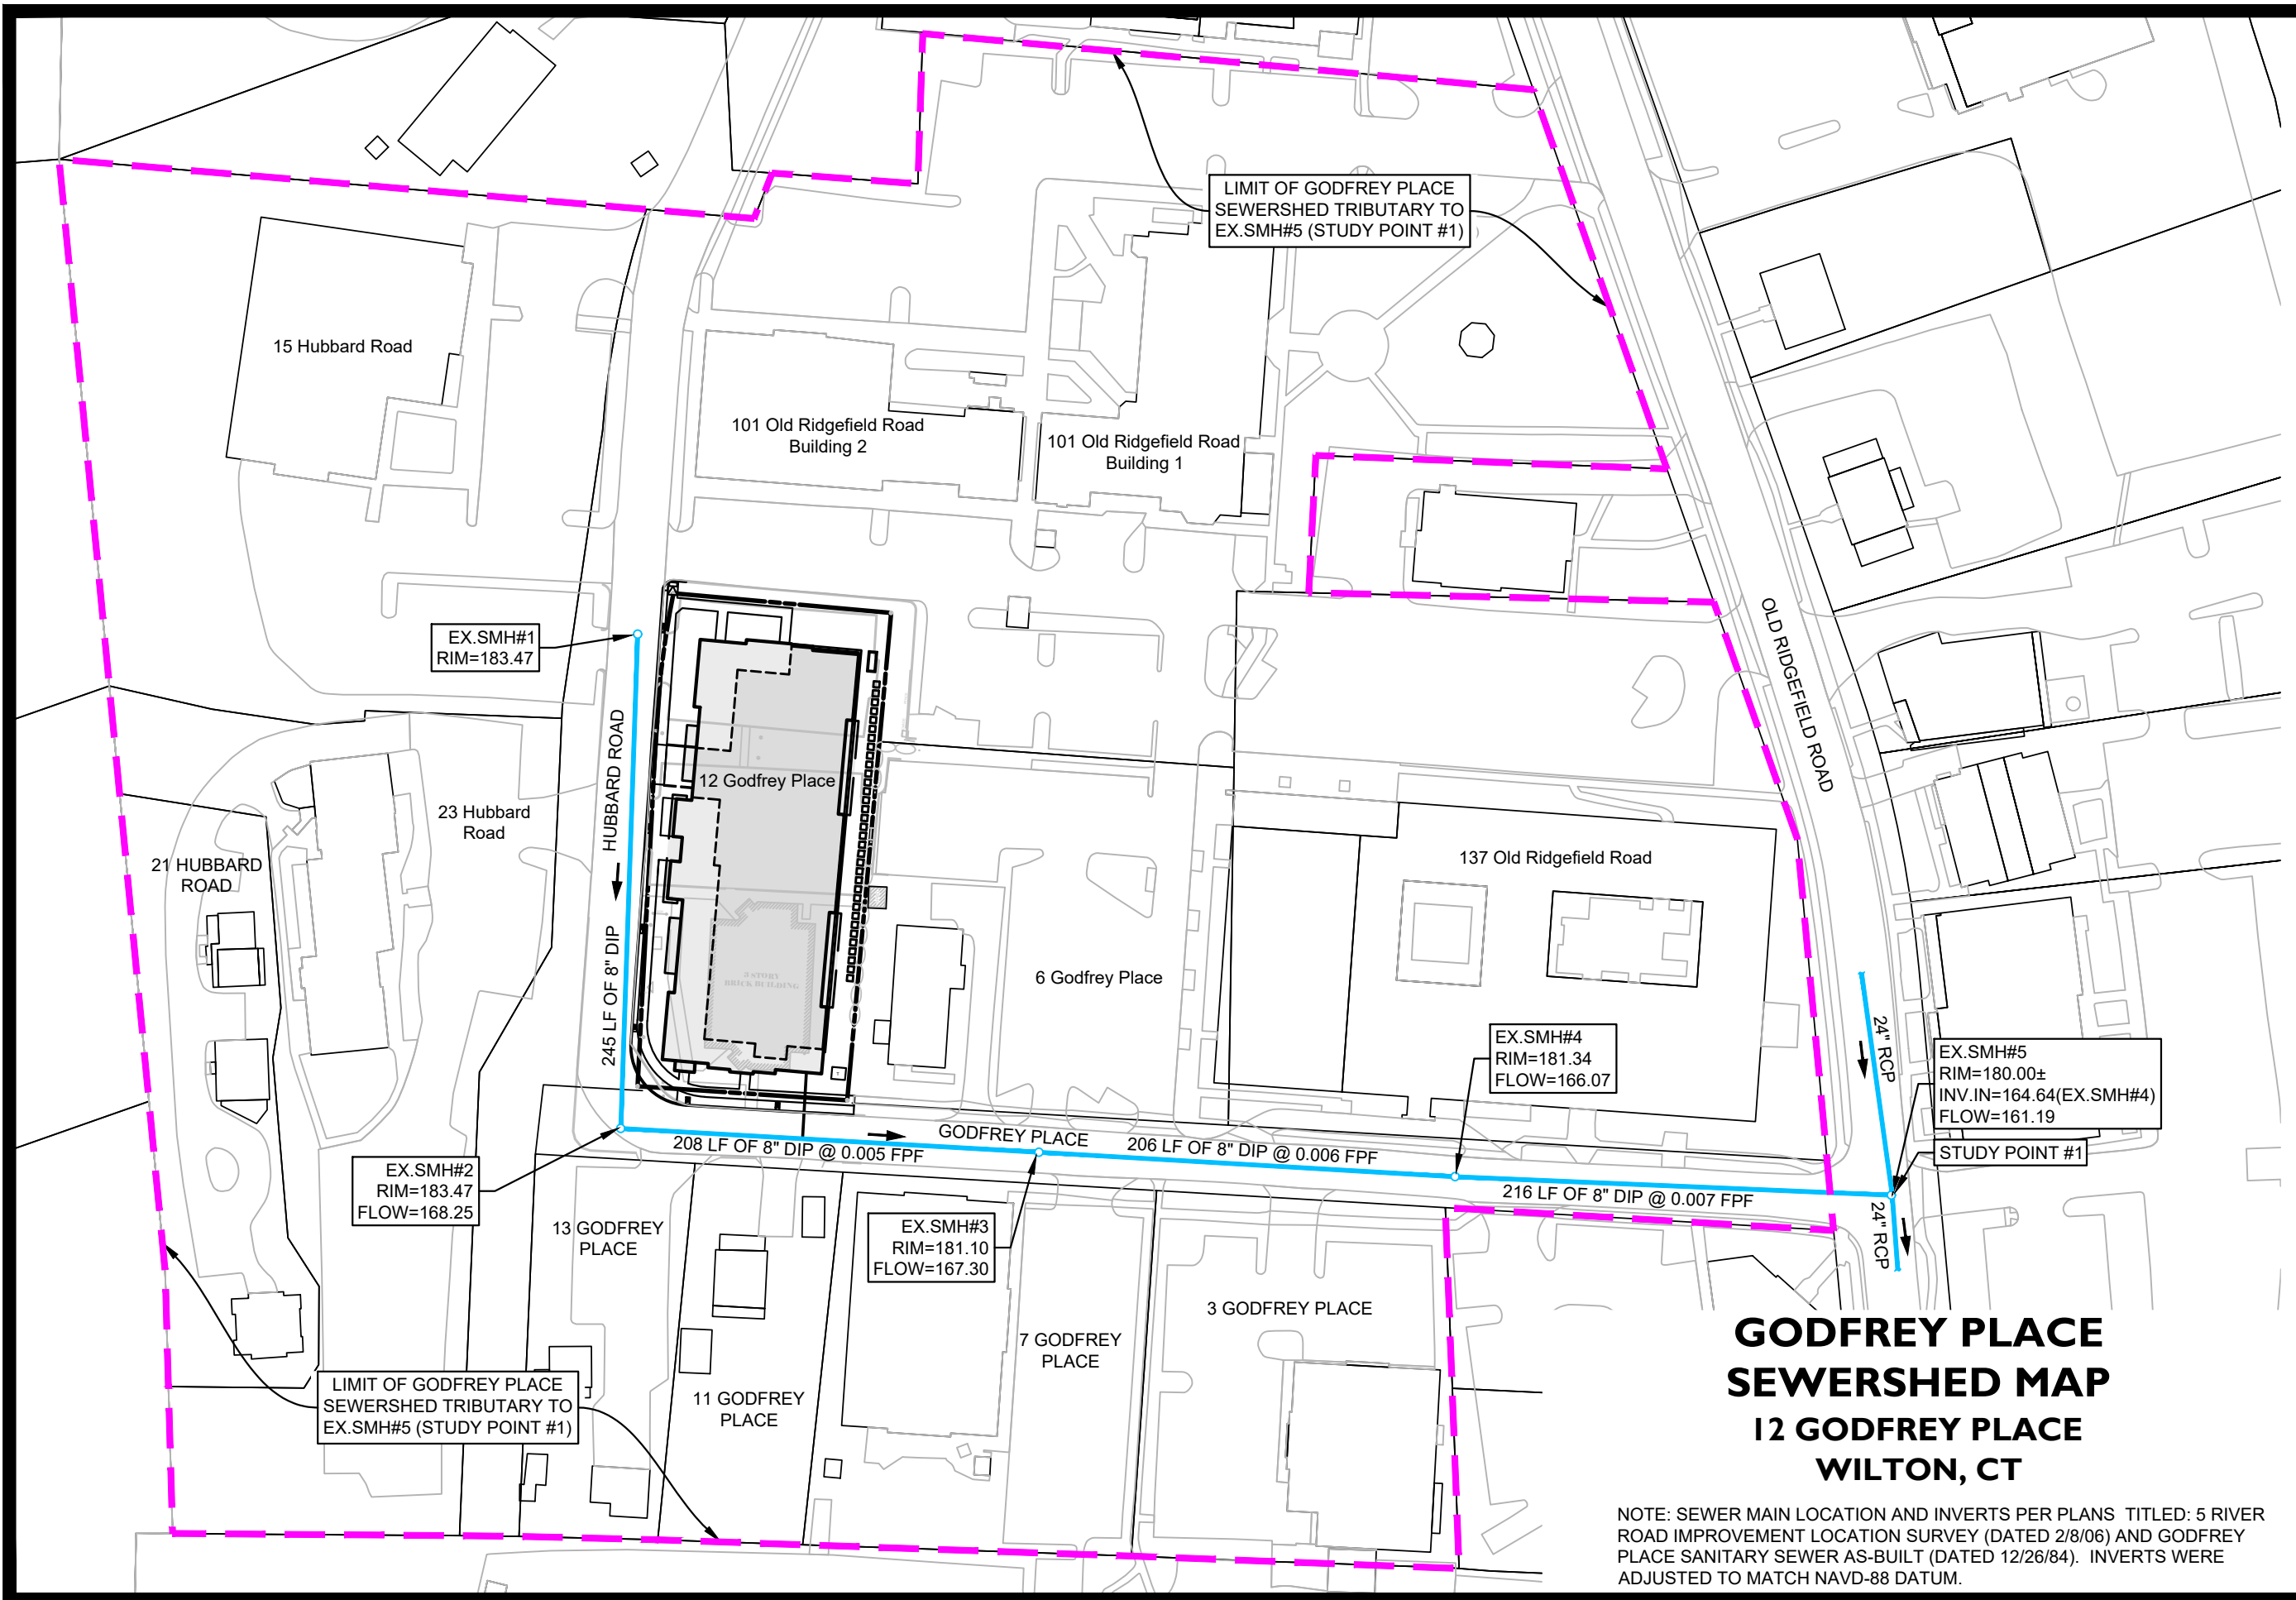 LIMIT OF GODFREY PLACE
SEWERSHED TRIBUTARY TO
EX.SMH#5 (STUDY POINT #1)
15 Hubbard Road
101 Old Ridgefield Road
Building 2
101 Old Ridgefield Road
Building 1
EX.SMH#1
RIM=183.47
OLD RIDGEFIELD ROAD
HUBBARD ROAD
245 LF OF 8" DIP
12 Godfrey Place
23 Hubbard
Road
21 HUBBARD
ROAD
137 Old Ridgefield Road
6 Godfrey Place
3 STORY
BRICK BUILDING
EX.SMH#4
RIM=181.34
FLOW=166.07
24" RCP
EX.SMH#5
RIM=180.00±
INV.IN=164.64(EX.SMH#4)
FLOW=161.19
STUDY POINT #1
GODFREY PLACE
208 LF OF 8" DIP @ 0.005 FPF
206 LF OF 8" DIP @ 0.006 FPF
216 LF OF 8" DIP @ 0.007 FPF
24" RCP
EX.SMH#2
RIM=183.47
FLOW=168.25
13 GODFREY
PLACE
EX.SMH#3
RIM=181.10
FLOW=167.30
3 GODFREY PLACE
7 GODFREY
PLACE
11 GODFREY
PLACE
LIMIT OF GODFREY PLACE
SEWERSHED TRIBUTARY TO
EX.SMH#5 (STUDY POINT #1)
GODFREY PLACE
SEWERSHED MAP
12 GODFREY PLACE
WILTON, CT
NOTE: SEWER MAIN LOCATION AND INVERTS PER PLANS TITLED: 5 RIVER
ROAD IMPROVEMENT LOCATION SURVEY (DATED 2/8/06) AND GODFREY
PLACE SANITARY SEWER AS-BUILT (DATED 12/26/84). INVERTS WERE
ADJUSTED TO MATCH NAVD-88 DATUM.